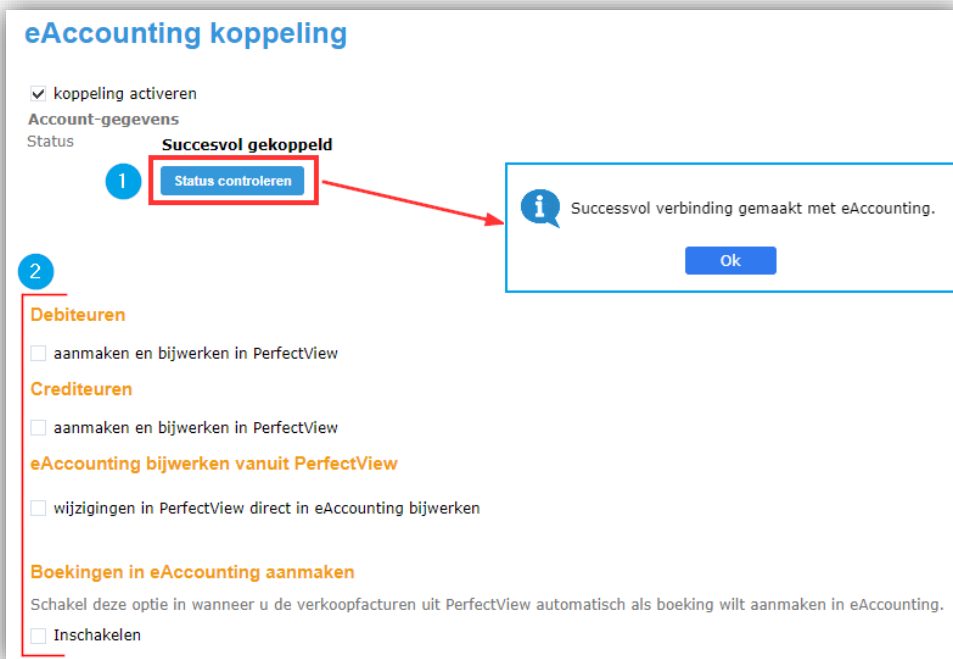 eAccounting koppeling
koppeling activeren
Account-gegevens
Status Succesvol gekoppeld
1 Status controleren
Successvol verbinding gemaakt met eAccounting.
Ok
2
Debiteuren
aanmaken en bijwerken in PerfectView
Crediteuren
aanmaken en bijwerken in PerfectView
eAccounting bijwerken vanuit PerfectView
wijzigingen in PerfectView direct in eAccounting bijwerken
Boekingen in eAccounting aanmaken
Schakel deze optie in wanneer u de verkoopfacturen uit PerfectView automatisch als boeking wilt aanmaken in eAccounting.
Inschakelen